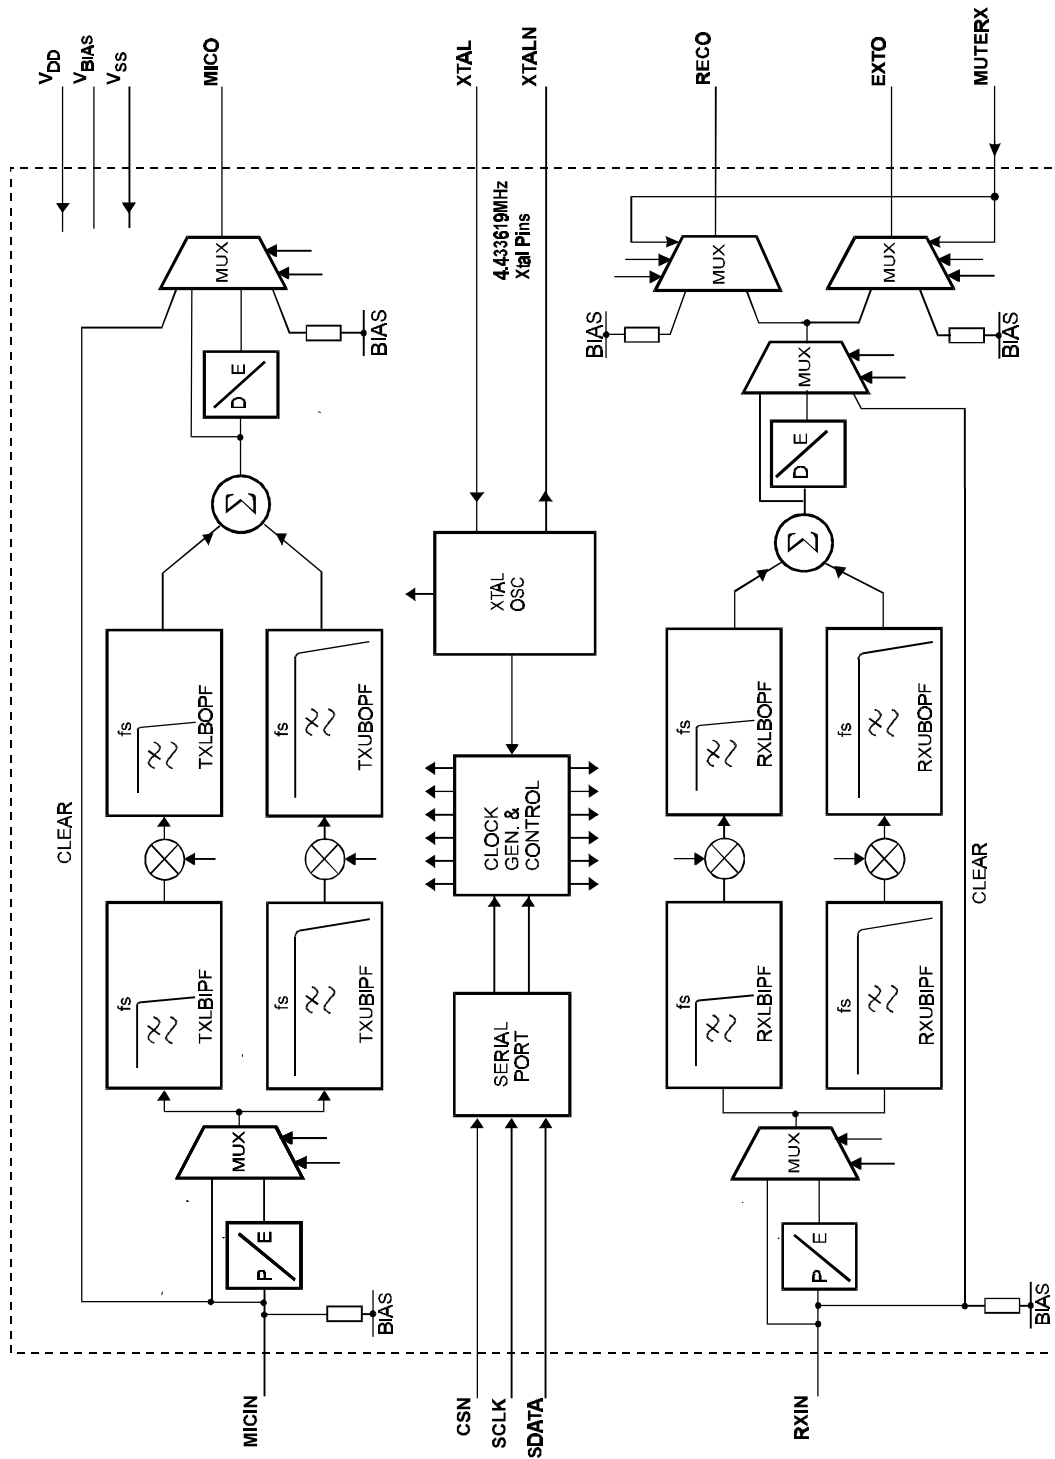 VDD
VBIAS
VSS
MICO
XTAL
XTALN
RECO
EXTO
MUTERX
4.433619MHz
Xtal Pins
MUX
MUX
MUX
BIAS
BIAS
BIAS
MUX
D E
D E
Σ
Σ
XTAL
OSC
fs
TXLBOPF
fs
TXUBOPF
fs
RXLBOPF
fs
RXUBOPF
CLEAR
CLOCK
GEN. &
CONTROL
CLEAR
fs
TXLBIPF
fs
TXUBIPF
SERIAL
PORT
fs
RXLBIPF
fs
RXUBIPF
MUX
MUX
P E
P E
BIAS
BIAS
MICIN
CSN
SCLK
SDATA
RXIN